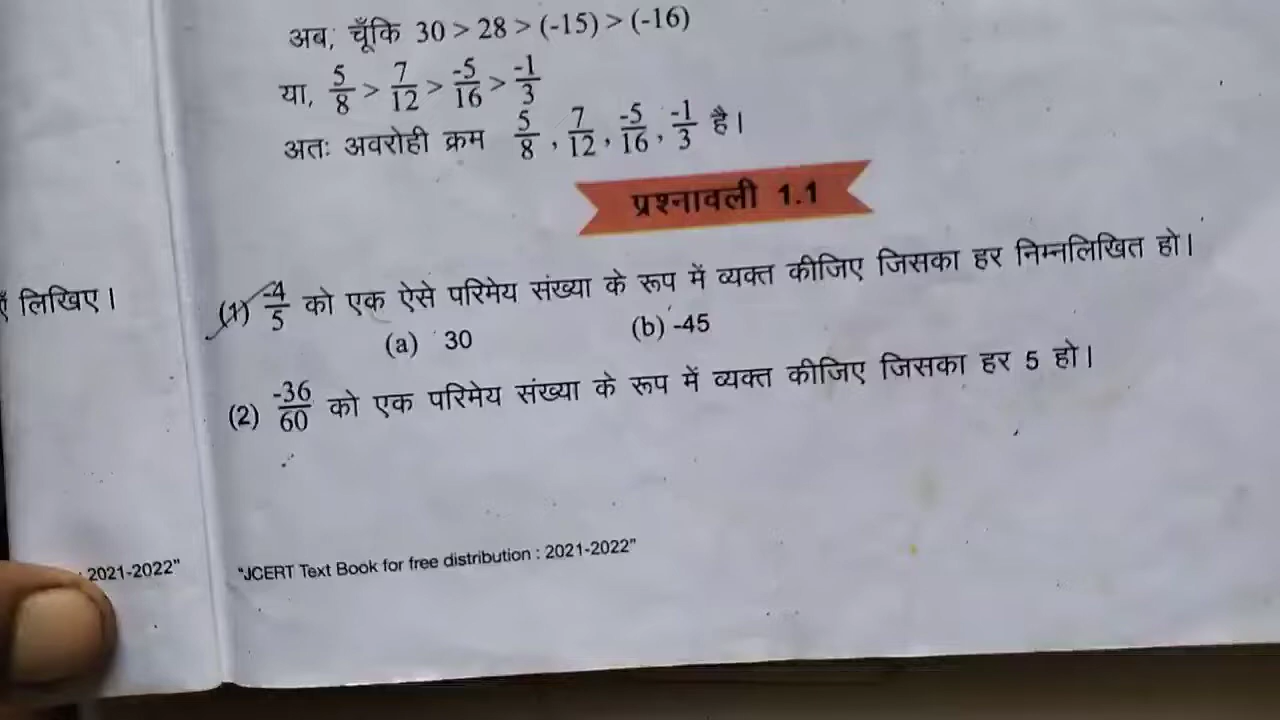 अब, चूँकि 30 > 28 > (-15) > (-16)
या, 5/8 > 7/12 > -5/16 > -1/3
अतः अवरोही क्रम 5/8 , 7/12 , -5/16 , -1/3 है।
प्रश्नावली 1.1
लिखिए।
(1) -4/5 को एक ऐसे परिमेय संख्या के रूप में व्यक्त कीजिए जिसका हर निम्नलिखित हो।
(a) 30 (b) -45
(2) -36/60 को एक परिमेय संख्या के रूप में व्यक्त कीजिए जिसका हर 5 हो।
2021-2022"
"JCERT Text Book for free distribution : 2021-2022"